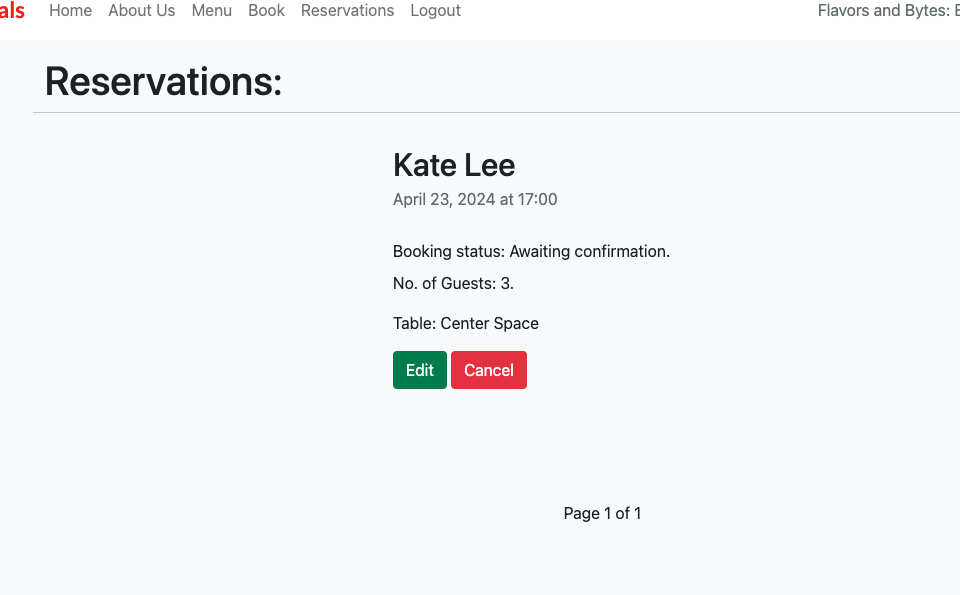 Home About Us Menu Book Reservations Logout Flavors and Bytes:
Reservations:
Kate Lee
April 23, 2024 at 17:00
Booking status: Awaiting confirmation.
No. of Guests: 3.
Table: Center Space
Edit Cancel
Page 1 of 1